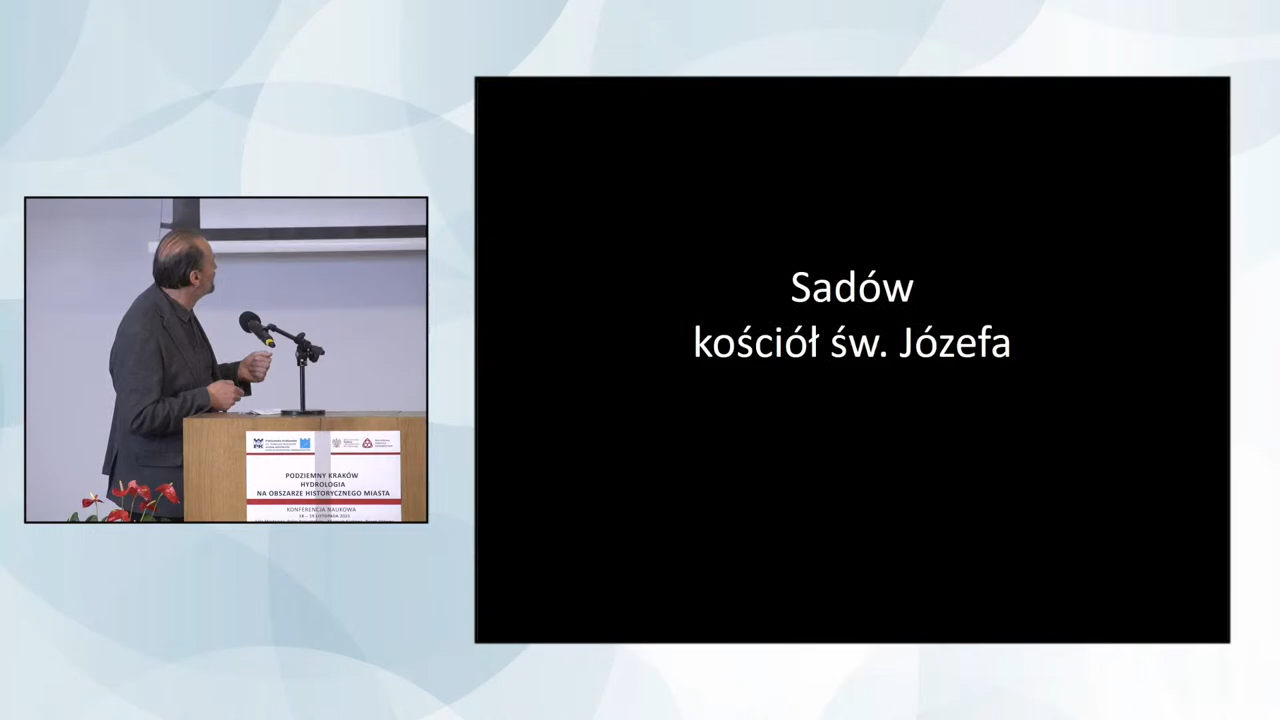 Sadów
kościół św. Józefa
PODZIEMNY KRAKÓW
HYDROLOGIA
NA OBSZARZE HISTORYCZNEGO MIASTA
KONFERENCJA NAUKOWA